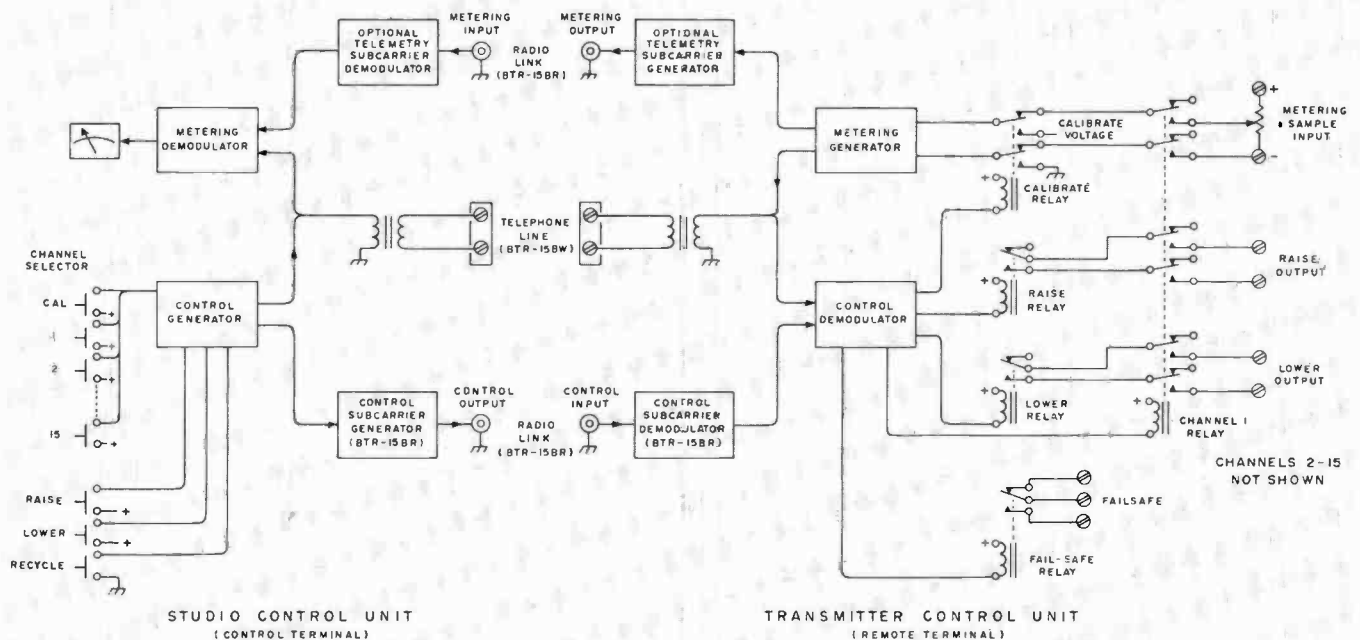 OPTIONAL
TELEMETRY
SUBCARRIER
DEMODULATOR
METERING
INPUT
RADIO
LINK
(BTR-15BR)
METERING
OUTPUT
OPTIONAL
TELEMETRY
SUBCARRIER
GENERATOR
METERING
DEMODULATOR
METERING
GENERATOR
CALIBRATE
VOLTAGE
+
METERING
SAMPLE
INPUT
-
+
CALIBRATE
RELAY
TELEPHONE
LINE
(BTR-15BW)
CHANNEL
SELECTOR
CAL
+
1
+
2
+
15
+
CONTROL
GENERATOR
CONTROL
DEMODULATOR
+
RAISE
RELAY
RAISE
OUTPUT
+
LOWER
RELAY
LOWER
OUTPUT
+
CHANNEL 1
RELAY
CONTROL
SUBCARRIER
GENERATOR
(BTR-15BR)
CONTROL
OUTPUT
RADIO
LINK
(BTR-15BR)
CONTROL
INPUT
CONTROL
SUBCARRIER
DEMODULATOR
(BTR-15BR)
CHANNELS 2-15
NOT SHOWN
RAISE
+
LOWER
+
RECYCLE
FAILSAFE
+
FAIL-SAFE
RELAY
STUDIO CONTROL UNIT
(CONTROL TERMINAL)
TRANSMITTER CONTROL UNIT
(REMOTE TERMINAL)